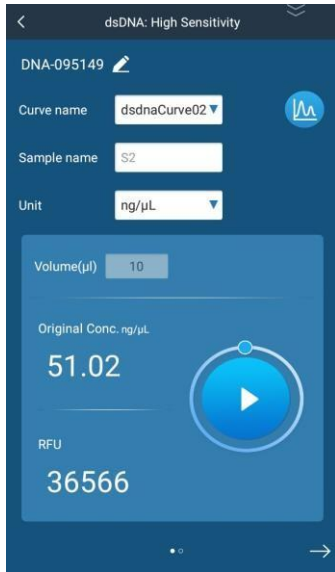 dsDNA: High Sensitivity
DNA-095149
Curve name dsdnaCurve02
Sample name S2
Unit ng/µL
Volume(µl) 10
Original Conc. ng/µL
51.02
RFU
36566